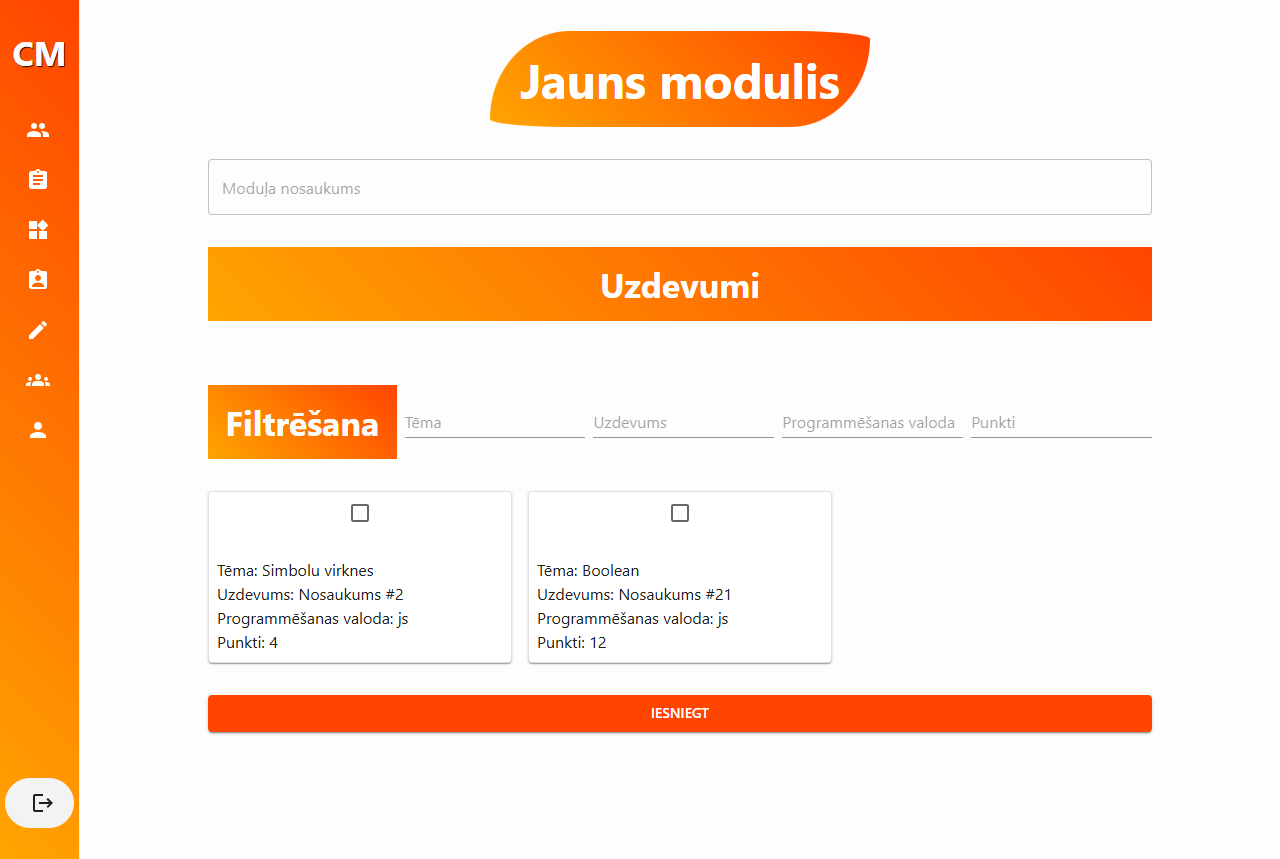 CM
Jauns modulis
Moduļa nosaukums
Uzdevumi
Filtrēšana
Tēma
Uzdevums
Programmēšanas valoda
Punkti
Tēma: Simbolu virknes
Uzdevums: Nosaukums #2
Programmēšanas valoda: js
Punkti: 4
Tēma: Boolean
Uzdevums: Nosaukums #21
Programmēšanas valoda: js
Punkti: 12
IESNIEGT